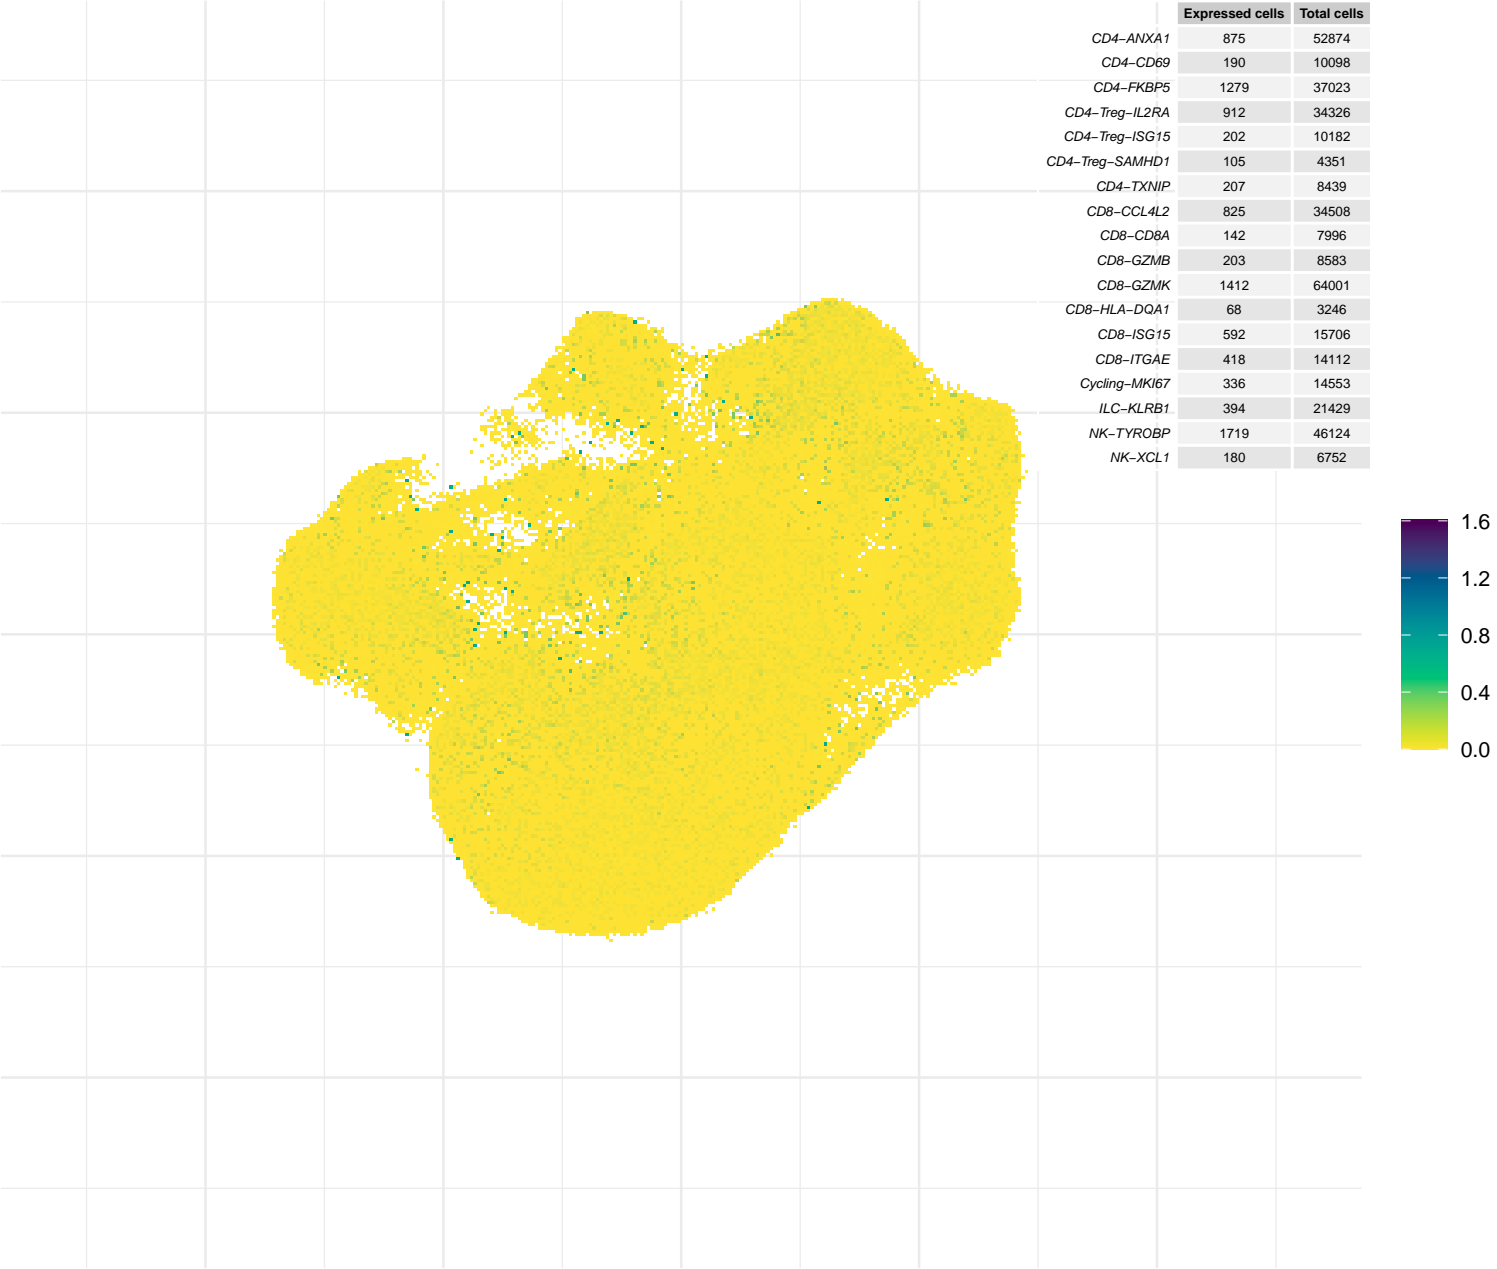 Expressed cells Total cells
CD4−ANXA1 875 52874
CD4−CD69 190 10098
CD4−FKBP5 1279 37023
CD4−Treg−IL2RA 912 34326
CD4−Treg−ISG15 202 10182
CD4−Treg−SAMHD1 105 4351
CD4−TXNIP 207 8439
CD8−CCL4L2 825 34508
CD8−CD8A 142 7996
CD8−GZMB 203 8583
CD8−GZMK 1412 64001
CD8−HLA−DQA1 68 3246
CD8−ISG15 592 15706
CD8−ITGAE 418 14112
Cycling−MKI67 336 14553
ILC−KLRB1 394 21429
NK−TYROBP 1719 46124
NK−XCL1 180 6752
1.6
1.2
0.8
0.4
0.0